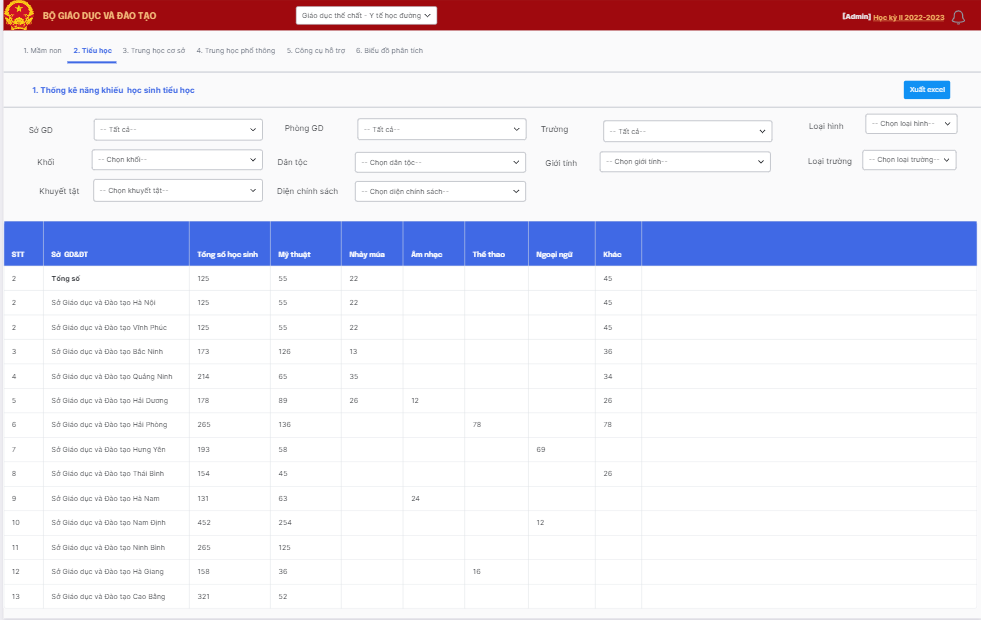 BỘ GIÁO DỤC VÀ ĐÀO TẠO
Giáo dục thể chất - Y tế học đường
[Admin] Học kỳ II 2022-2023
1. Mầm non 2. Tiểu học 3. Trung học cơ sở 4. Trung học phổ thông 5. Công cụ hỗ trợ 6. Biểu đồ phân tích
1. Thống kê năng khiếu học sinh tiểu học
Xuất excel
Sở GD -- Tất cả-- Phòng GD -- Tất cả-- Trường -- Tất cả-- Loại hình -- Chọn loại hình--
Khối -- Chọn khối-- Dân tộc -- Chọn dân tộc-- Giới tính -- Chọn giới tính-- Loại trường -- Chọn loại trường--
Khuyết tật -- Chọn khuyết tật-- Diện chính sách -- Chọn diện chính sách--
STT Sở GD&ĐT Tổng số học sinh Mỹ thuật Nhảy múa Âm nhạc Thể thao Ngoại ngữ Khác
2 Tổng số 125 55 22 45
2 Sở Giáo dục và Đào tạo Hà Nội 125 55 22 45
2 Sở Giáo dục và Đào tạo Vĩnh Phúc 125 55 22 45
3 Sở Giáo dục và Đào tạo Bắc Ninh 173 126 13 36
4 Sở Giáo dục và Đào tạo Quảng Ninh 214 65 35 34
5 Sở Giáo dục và Đào tạo Hải Dương 178 89 26 12 26
6 Sở Giáo dục và Đào tạo Hải Phòng 265 136 78 78
7 Sở Giáo dục và Đào tạo Hưng Yên 193 58 69
8 Sở Giáo dục và Đào tạo Thái Bình 154 45 26
9 Sở Giáo dục và Đào tạo Hà Nam 131 63 24
10 Sở Giáo dục và Đào tạo Nam Định 452 254 12
11 Sở Giáo dục và Đào tạo Ninh Bình 265 125
12 Sở Giáo dục và Đào tạo Hà Giang 158 36 16
13 Sở Giáo dục và Đào tạo Cao Bằng 321 52